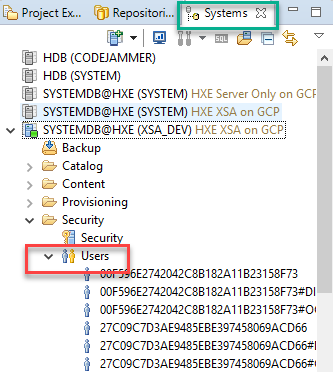 Project Ex... Repositori... Systems
HDB (CODEJAMMER)
HDB (SYSTEM)
SYSTEMDB@HXE (SYSTEM) HXE Server Only on GCP
SYSTEMDB@HXE (SYSTEM) HXE XSA on GCP
SYSTEMDB@HXE (XSA_DEV) HXE XSA on GCP
Backup
Catalog
Content
Provisioning
Security
Security
Users
00F596E2742042C8B182A11B23158F73
00F596E2742042C8B182A11B23158F73#DI
00F596E2742042C8B182A11B23158F73#O
27C09C7D3AE9485EBE397458069ACD66
27C09C7D3AE9485EBE397458069ACD66#
27C09C7D3AE9485EBE397458069ACD66#